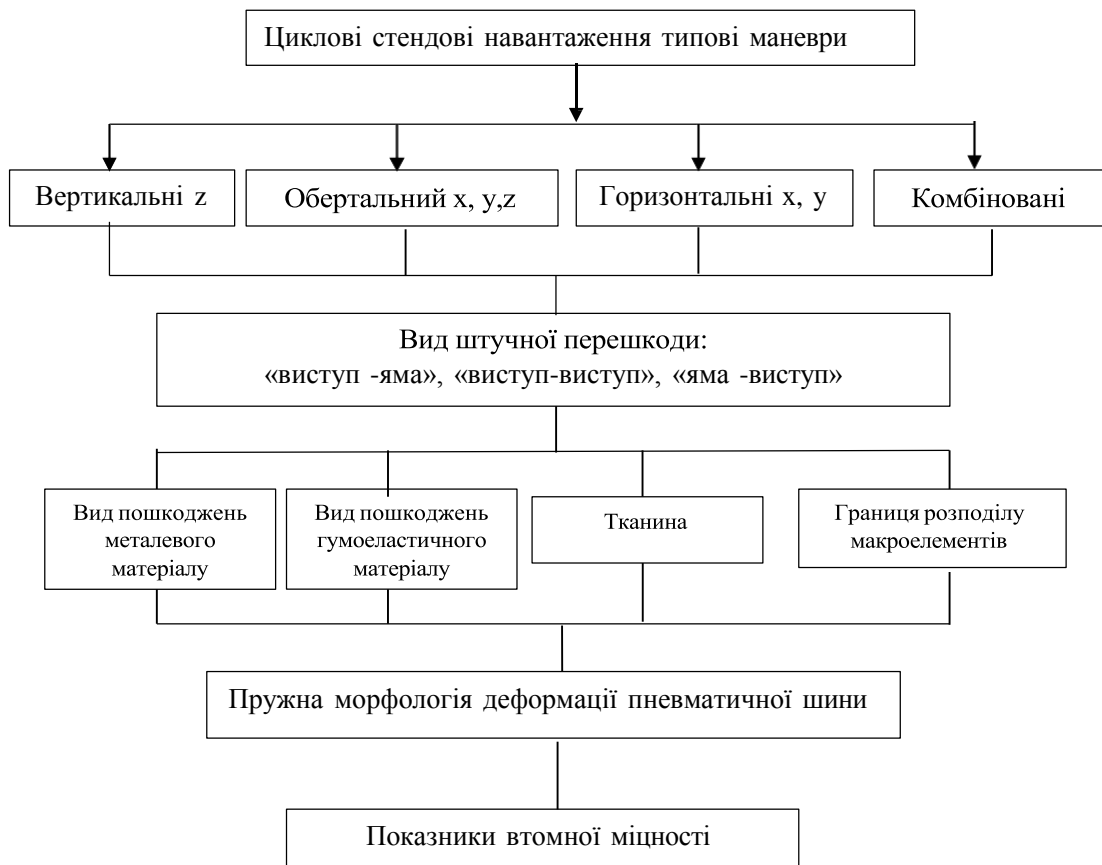 Циклові стендові навантаження типові маневри
Вертикальні z
Обертальний x, y,z
Горизонтальні x, y
Комбіновані
Вид штучної перешкоди:
«виступ -яма», «виступ-виступ», «яма -виступ»
Вид пошкоджень
металевого
матеріалу
Вид пошкоджень
гумоеластичного
матеріалу
Тканина
Границя розподілу
макроелементів
Пружна морфологія деформації пневматичної шини
Показники втомної міцності